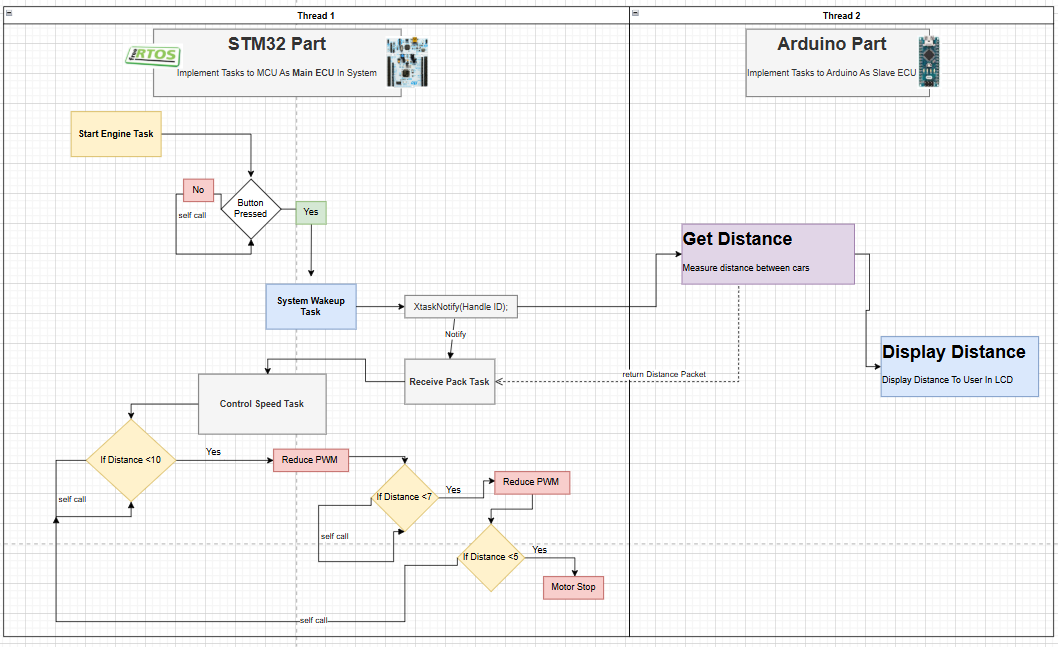 Thread 1
Thread 2
STM32 Part
RTOS
Implement Tasks to MCU As Main ECU In System
Arduino Part
Implement Tasks to Arduino As Slave ECU
Start Engine Task
No
Button
Pressed
self call
Yes
Get Distance
Measure distance between cars
System Wakeup
Task
XtaskNotify(Handle ID);
Notify
Display Distance
Display Distance To User In LCD
return Distance Packet
Receive Pack Task
Control Speed Task
If Distance <10
Yes
Reduce PWM
self call
If Distance <7
Yes
Reduce PWM
self call
If Distance <5
Yes
Motor Stop
self call